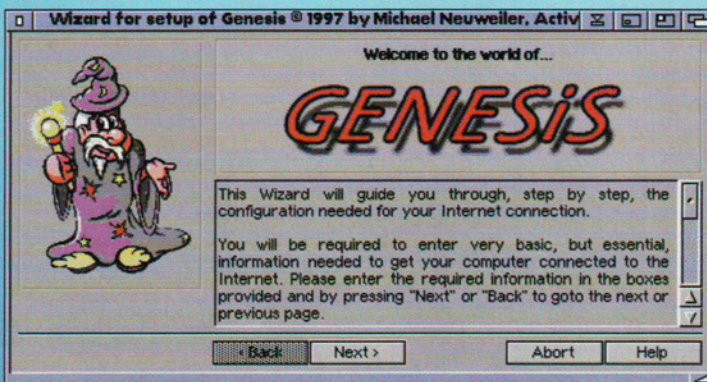 Wizard for setup of Genesis © 1997 by Michael Neuweiler, Activ
Welcome to the world of...
GENESiS
This Wizard will guide you through, step by step, the
configuration needed for your Internet connection.
You will be required to enter very basic, but essential,
information needed to get your computer connected to the
Internet. Please enter the required information in the boxes
provided and by pressing "Next" or "Back" to goto the next or
previous page.
‹ Back Next › Abort Help